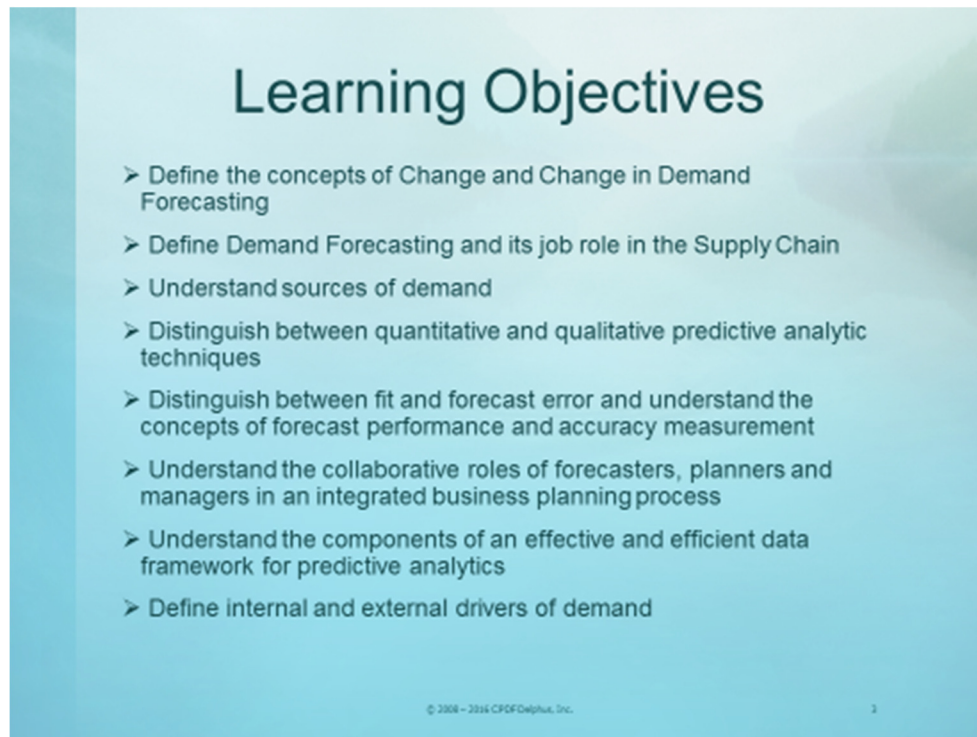 Learning Objectives
➢ Define the concepts of Change and Change in Demand
Forecasting
➢ Define Demand Forecasting and its job role in the Supply Chain
➢ Understand sources of demand
➢ Distinguish between quantitative and qualitative predictive analytic
techniques
➢ Distinguish between fit and forecast error and understand the
concepts of forecast performance and accuracy measurement
➢ Understand the collaborative roles of forecasters, planners and
managers in an integrated business planning process
➢ Understand the components of an effective and efficient data
framework for predictive analytics
➢ Define internal and external drivers of demand
© 2008 – 2016 CPDFDelphus, Inc.